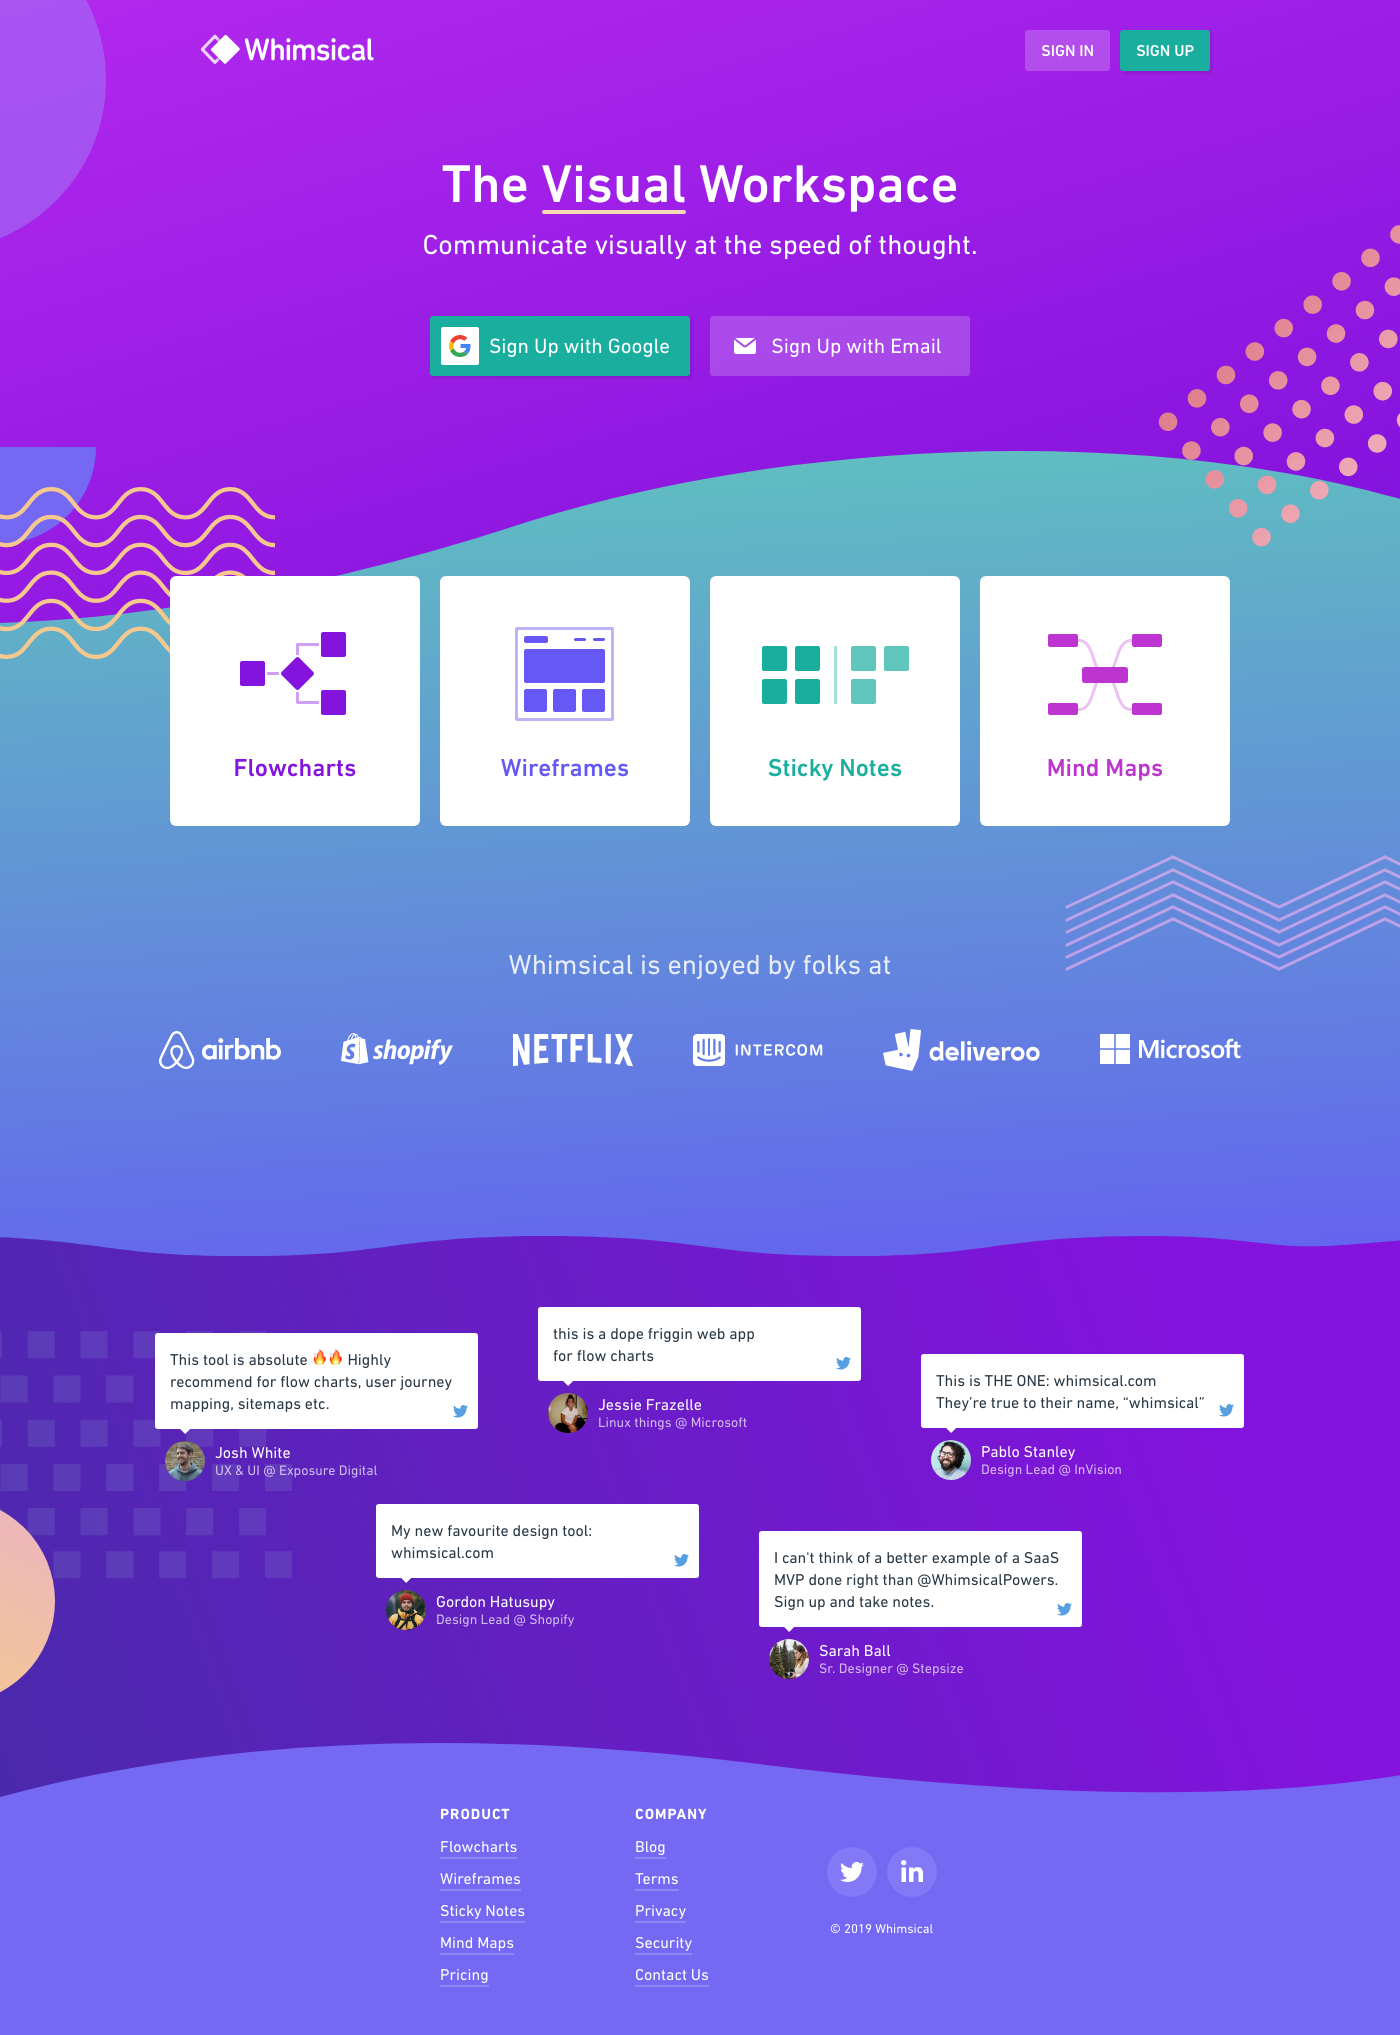 Whimsical
SIGN IN
SIGN UP
The Visual Workspace
Communicate visually at the speed of thought.
Sign Up with Google
Sign Up with Email
Flowcharts
Wireframes
Sticky Notes
Mind Maps
Whimsical is enjoyed by folks at
airbnb
shopify
NETFLIX
INTERCOM
deliveroo
Microsoft
This tool is absolute 🔥🔥 Highly
recommend for flow charts, user journey
mapping, sitemaps etc.
Josh White
UX & UI @ Exposure Digital
this is a dope friggin web app
for flow charts
Jessie Frazelle
Linux things @ Microsoft
This is THE ONE: whimsical.com
They’re true to their name, “whimsical”
Pablo Stanley
Design Lead @ InVision
My new favourite design tool:
whimsical.com
Gordon Hatusupy
Design Lead @ Shopify
I can't think of a better example of a SaaS
MVP done right than @WhimsicalPowers.
Sign up and take notes.
Sarah Ball
Sr. Designer @ Stepsize
PRODUCT
Flowcharts
Wireframes
Sticky Notes
Mind Maps
Pricing
COMPANY
Blog
Terms
Privacy
Security
Contact Us
in
© 2019 Whimsical